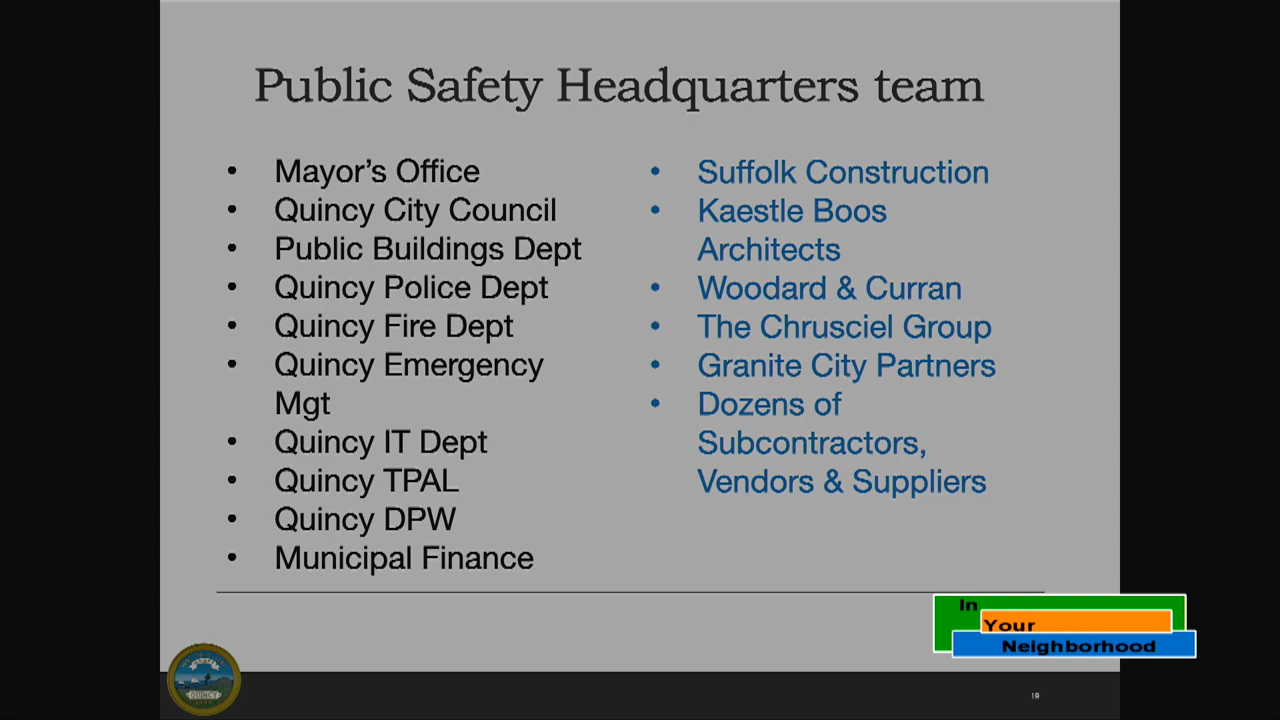 Public Safety Headquarters team
• Mayor's Office
• Quincy City Council
• Public Buildings Dept
• Quincy Police Dept
• Quincy Fire Dept
• Quincy Emergency
Mgt
• Quincy IT Dept
• Quincy TPAL
• Quincy DPW
• Municipal Finance
• Suffolk Construction
• Kaestle Boos
Architects
• Woodard & Curran
• The Chrusciel Group
• Granite City Partners
• Dozens of
Subcontractors,
Vendors & Suppliers
In
Your
Neighborhood
QUINCY